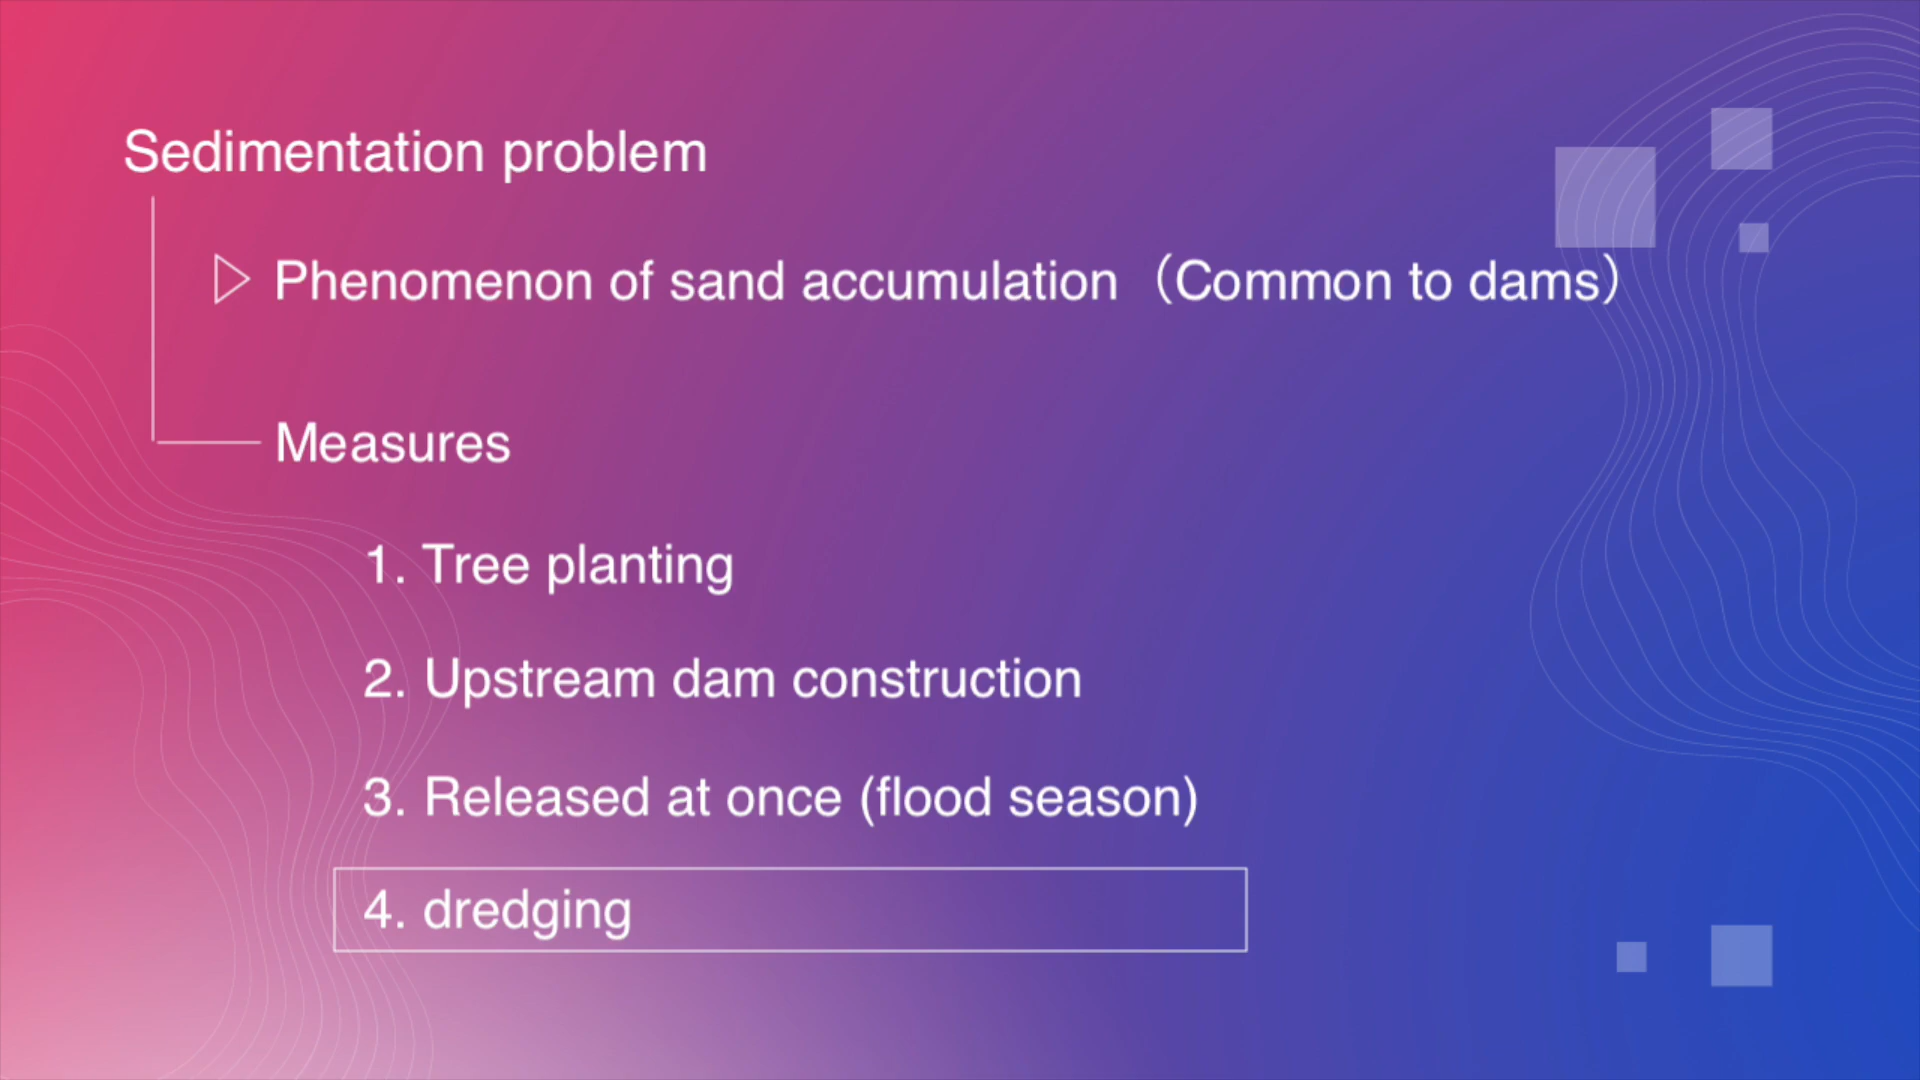 Sedimentation problem
Phenomenon of sand accumulation（Common to dams）
Measures
1. Tree planting
2. Upstream dam construction
3. Released at once (flood season)
4. dredging